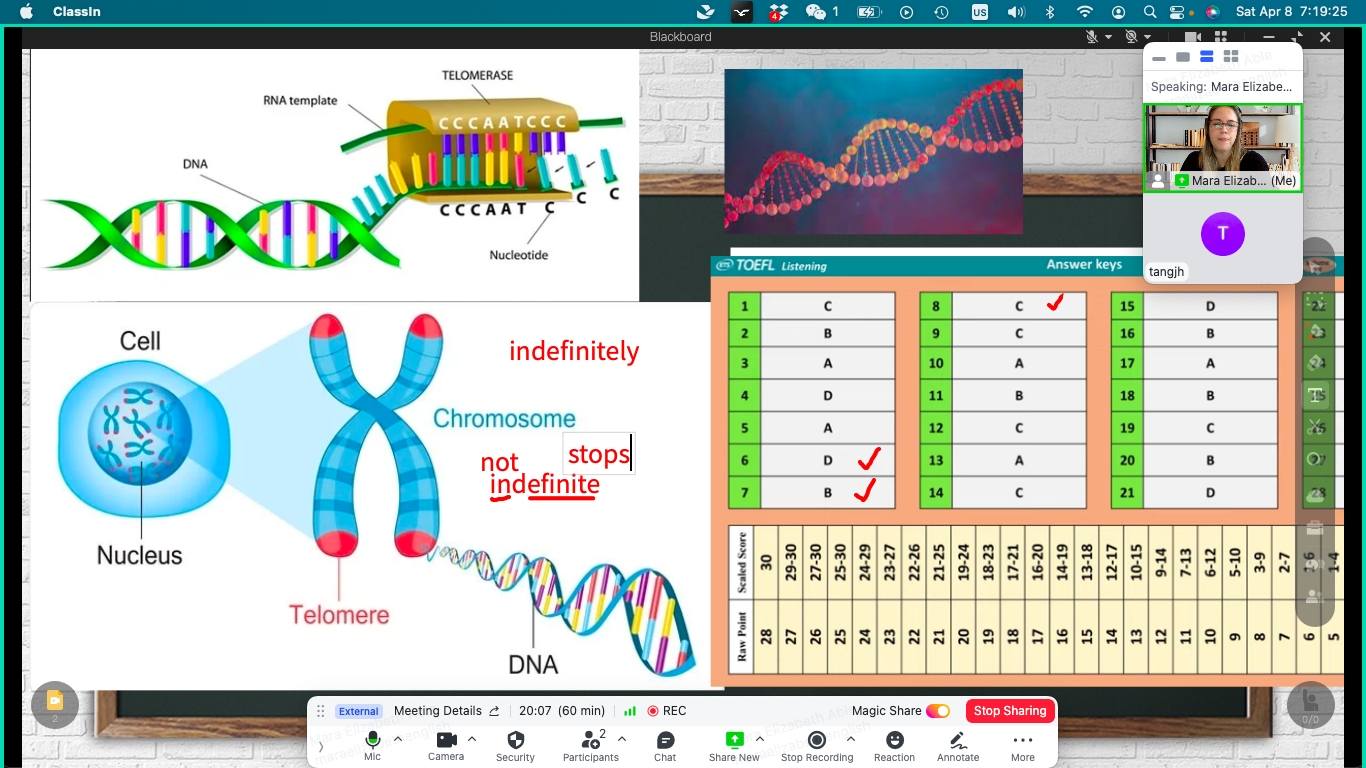 ClassIn
4
1
US
Sat Apr 8 7:19:25
Blackboard
TELOMERASE
RNA template
CCCAATCCC
DNA
CCCAAT C C C
Nucleotide
Speaking: Mara Elizabe...
Mara Elizab... (Me)
T
tangjh
Cell
Nucleus
Chromosome
Telomere
DNA
indefinitely
stops
not
indefinite
TOEFL Listening Answer keys
1 C 8 C 15 D 22
2 B 9 C 16 B 23
3 A 10 A 17 A 24
4 D 11 B 18 B 25
5 A 12 C 19 C 26
6 D 13 A 20 B 27
7 B 14 C 21 D 28
Scaled Score 30 29-30 27-30 25-30 24-29 23-27 22-26 21-25 19-24 18-23 17-21 16-20 14-19 13-18 12-17 10-15 9-14 7-13 6-12 5-10 3-9 2-7 1-4
Raw Point 28 27 26 25 24 23 22 21 20 19 18 17 16 15 14 13 12 11 10 9 8 7 6 5
2
0/0
External Meeting Details 20:07 (60 min) REC Magic Share Stop Sharing
2
Mic Camera Security Participants Chat Share New Stop Recording Reaction Annotate More